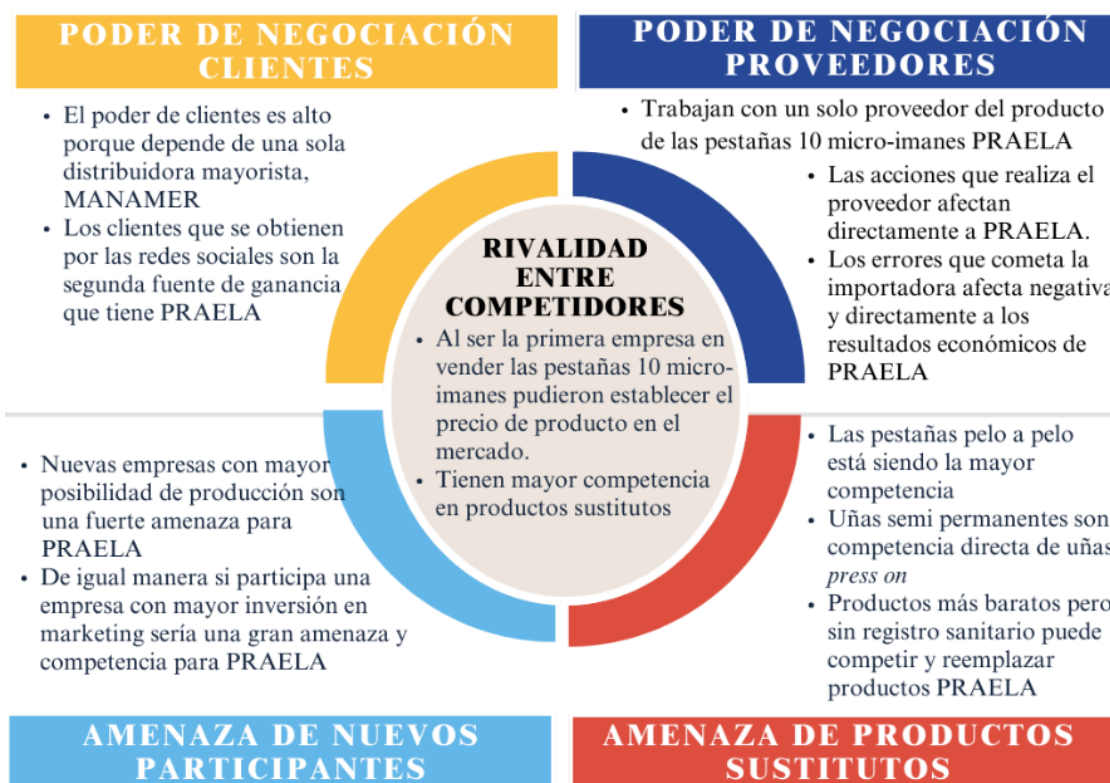 PODER DE NEGOCIACIÓN
CLIENTES
• El poder de clientes es alto
porque depende de una sola
distribuidora mayorista,
MANAMER
• Los clientes que se obtienen
por las redes sociales son la
segunda fuente de ganancia
que tiene PRAELA
PODER DE NEGOCIACIÓN
PROVEEDORES
• Trabajan con un solo proveedor del producto
de las pestañas 10 micro-imanes PRAELA
• Las acciones que realiza el
proveedor afectan
directamente a PRAELA.
• Los errores que cometa la
importadora afecta negativa
y directamente a los
resultados económicos de
PRAELA
RIVALIDAD
ENTRE
COMPETIDORES
• Al ser la primera empresa en
vender las pestañas 10 micro-
imanes pudieron establecer el
precio de producto en el
mercado.
• Tienen mayor competencia
en productos sustitutos
• Nuevas empresas con mayor
posibilidad de producción son
una fuerte amenaza para
PRAELA
• De igual manera si participa una
empresa con mayor inversión en
marketing sería una gran amenaza y
competencia para PRAELA
AMENAZA DE NUEVOS
PARTICIPANTES
• Las pestañas pelo a pelo
está siendo la mayor
competencia
• Uñas semi permanentes son
competencia directa de uñas
press on
• Productos más baratos pero
sin registro sanitario puede
competir y reemplazar
productos PRAELA
AMENAZA DE PRODUCTOS
SUSTITUTOS